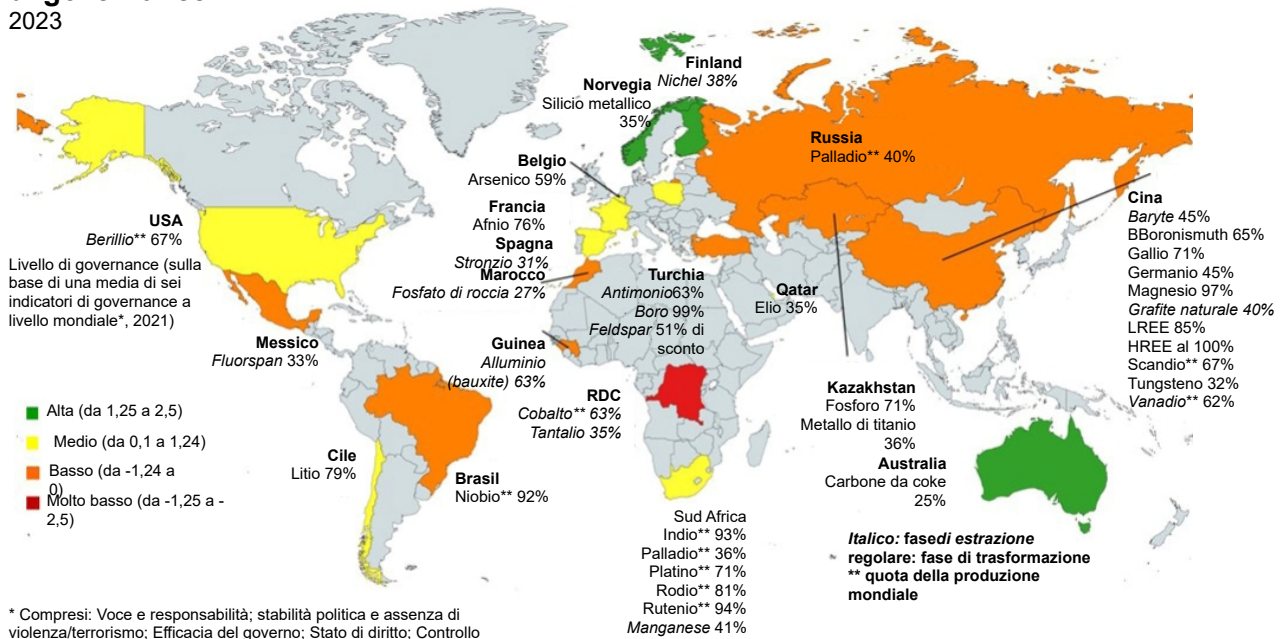 2023
Finland
Nichel 38%
Norvegia
Silicio metallico
35%
Russia
Palladio** 40%
Belgio
Arsenico 59%
Francia
Afnio 76%
Spagna
Stronzio 31%
Marocco
Fosfato di roccia 27%
Turchia
Antimonio63%
Boro 99%
Feldspar 51% di
sconto
Qatar
Elio 35%
Cina
Baryte 45%
BBoronismuth 65%
Gallio 71%
Germanio 45%
Magnesio 97%
Grafite naturale 40%
LREE 85%
HREE al 100%
Scandio** 67%
Tungsteno 32%
Vanadio** 62%
USA
Berillio** 67%
Livello di governance (sulla
base di una media di sei
indicatori di governance a
livello mondiale*, 2021)
Messico
Fluorspan 33%
Guinea
Alluminio
(bauxite) 63%
RDC
Cobalto** 63%
Tantalio 35%
Kazakhstan
Fosforo 71%
Metallo di titanio
36%
Australia
Carbone da coke
25%
Alta (da 1,25 a 2,5)
Medio (da 0,1 a 1,24)
Basso (da -1,24 a
0)
Molto basso (da -1,25 a -
2,5)
Cile
Litio 79%
Brasil
Niobio** 92%
Sud Africa
Indio** 93%
Palladio** 36%
Platino** 71%
Rodio** 81%
Rutenio** 94%
Manganese 41%
Italico: fasedi estrazione
regolare: fase di trasformazione
** quota della produzione
mondiale
* Compresi: Voce e responsabilità; stabilità politica e assenza di
violenza/terrorismo; Efficacia del governo; Stato di diritto; Controllo